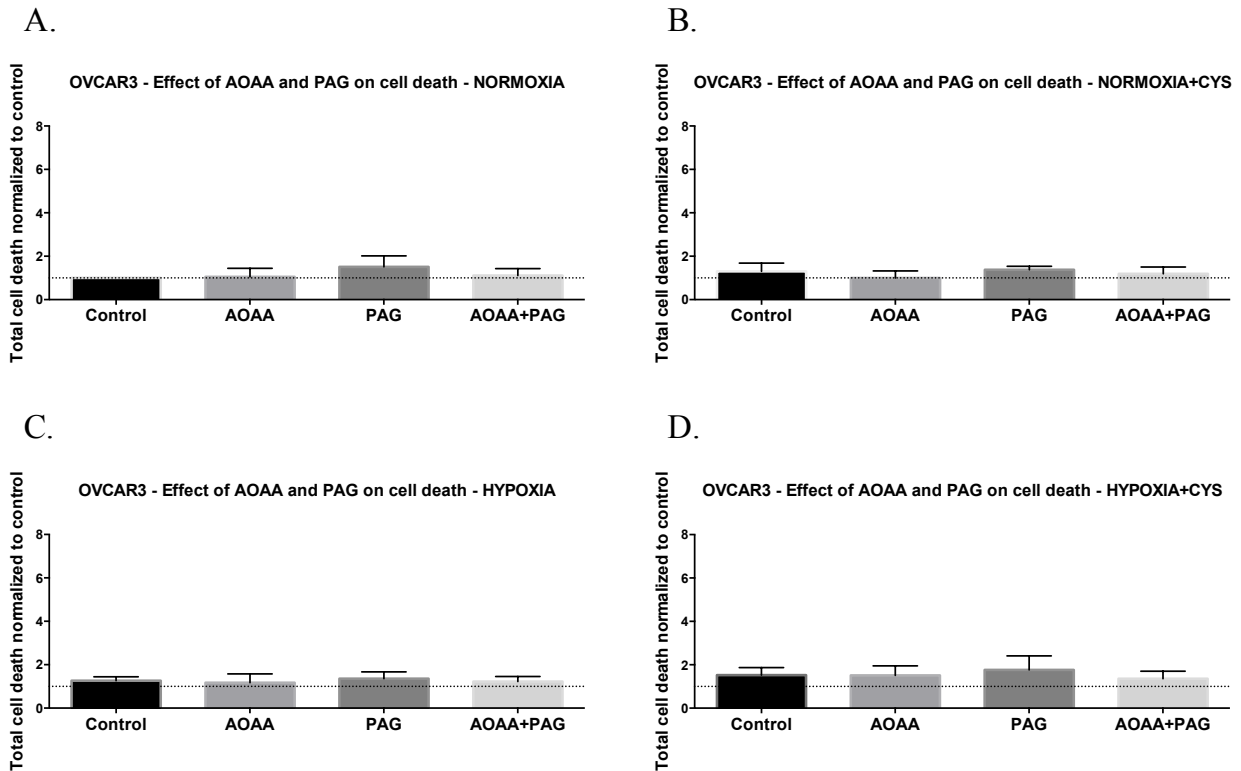 A.
OVCAR3 - Effect of AOAA and PAG on cell death - NORMOXIA
Total cell death normalized to control
8
6
4
2
0
Control AOAA PAG AOAA+PAG
B.
OVCAR3 - Effect of AOAA and PAG on cell death - NORMOXIA+CYS
Total cell death normalized to control
8
6
4
2
0
Control AOAA PAG AOAA+PAG
C.
OVCAR3 - Effect of AOAA and PAG on cell death - HYPOXIA
Total cell death normalized to control
8
6
4
2
0
Control AOAA PAG AOAA+PAG
D.
OVCAR3 - Effect of AOAA and PAG on cell death - HYPOXIA+CYS
Total cell death normalized to control
8
6
4
2
0
Control AOAA PAG AOAA+PAG